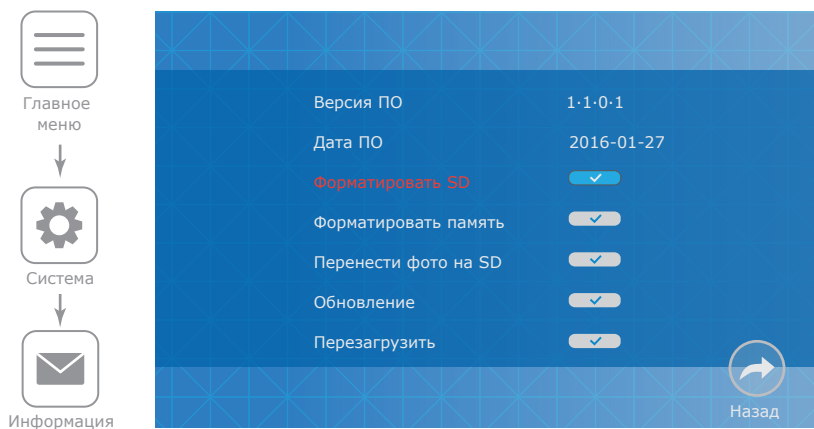 Главное
меню
Система
Информация
Версия ПО 1·1·0·1
Дата ПО 2016-01-27
Форматировать SD
Форматировать память
Перенести фото на SD
Обновление
Перезагрузить
Назад